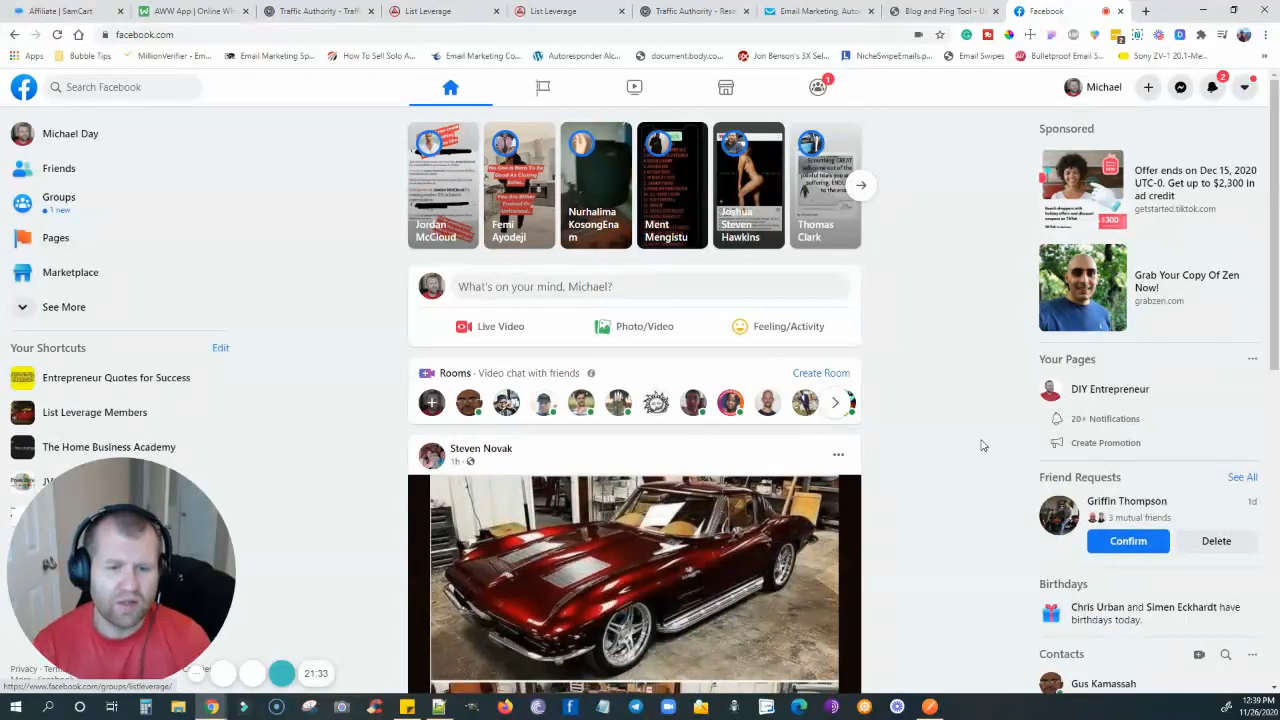 Affiliate | SamCart
AWW App | Online Wh
Traffic Authority - Traff
List Leverage
List Leverage
Traffic Authority - Rese
Email Marketing, Auto
Blog and Ping Tool - U
Facebook
facebook.com
Apps
Bubble Tips
MillionVerifier – Em...
Email Marketing Sp...
How To Sell Solo A...
Email Marketing Co...
Autoresponder Alc...
document.body.co...
Jon Benson's 3X Sel...
NicheSwipeEmails.p...
Email Swipes
Bulletproof Email S...
Sony ZV-1 20.1-Me...
Search Facebook
1
Michael
2
Michael Day
Friends
Groups
1 new
Pages
Marketplace
See More
Your Shortcuts
Edit
Entrepreneur Quotes for Success
List Leverage Members
The Home Business Academy
JV
Jordan McCloud
Femi Ayodeji
Nurhalima KosongEna m
Ment Mengistu
Joshua Steven Hawkins
Thomas Clark
What's on your mind, Michael?
Live Video
Photo/Video
Feeling/Activity
Rooms · Video chat with friends
Create Room
Steven Novak
1h ·
Sponsored
Offer ends on Dec 15, 2020
UTC-0. Get up to $2,300 in
ad credit
getstarted.tiktok.com
$300
Grab Your Copy Of Zen
Now!
grabzen.com
Your Pages
DIY Entrepreneur
20+ Notifications
Create Promotion
Friend Requests
See All
Griffin Thompson
1d
3 mutual friends
Confirm
Delete
Birthdays
Chris Urban and Simen Eckhardt have
birthdays today.
Contacts
Gus Kamassah
Privacy · Terms
21:33
https://www.facebook.com/groups/listleverage/
12:39 PM
11/26/2020